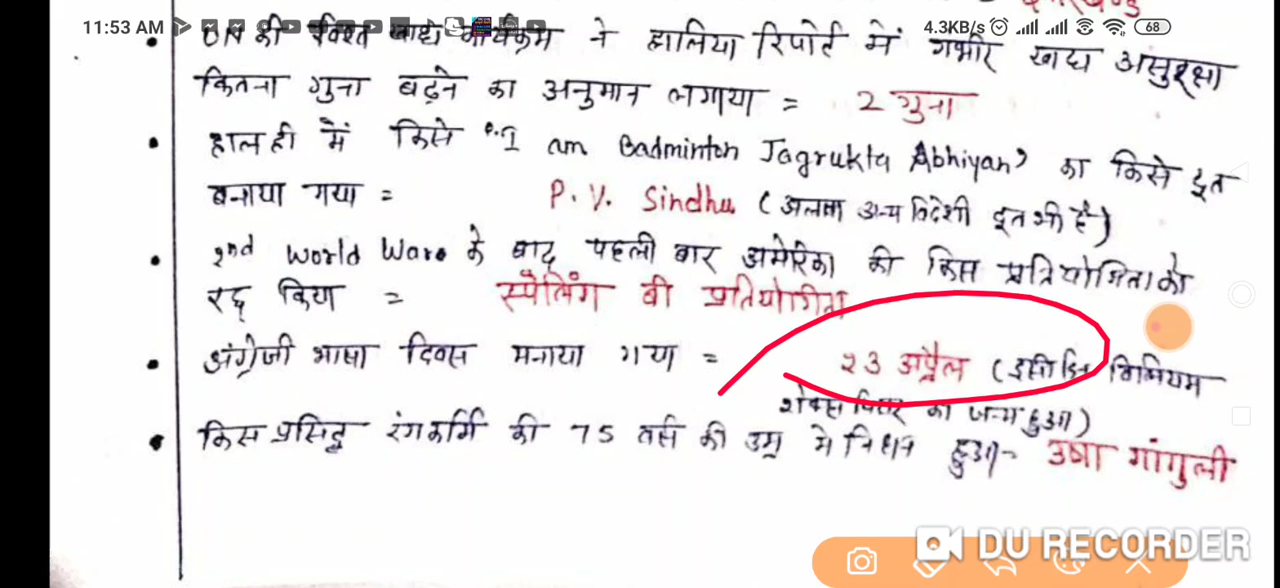 11:53 AM 4.3KB/s 68
झारखण्ड
UN की विश्व खाद्य कार्यक्रम ने हालिया रिपोर्ट में गंभीर खाद्य असुरक्षा
कितना गुना बढ़ने का अनुमान लगाया = 2 गुना
हाल ही में किसे "I am Badminton Jagrukta Abhiyan" का किसे दूत
बनाया गया = P. V. Sindhu (अलावा अन्य विदेशी दूत भी है)
2nd World War के बाद पहली बार अमेरिका की किस प्रत्रियोगिता को
रद्द किया = स्पेलिंग बी प्रतियोगीता
अंग्रेजी भाषा दिवस मनाया गया = 23 अप्रैल (इसी दिन विलियम
शेक्सपियर का जन्म हुआ)
किस प्रसिद्ध रंगकर्मि की 75 वर्ष की उम्र मे निधन हुआ- उषा गांगुली
DU RECORDER